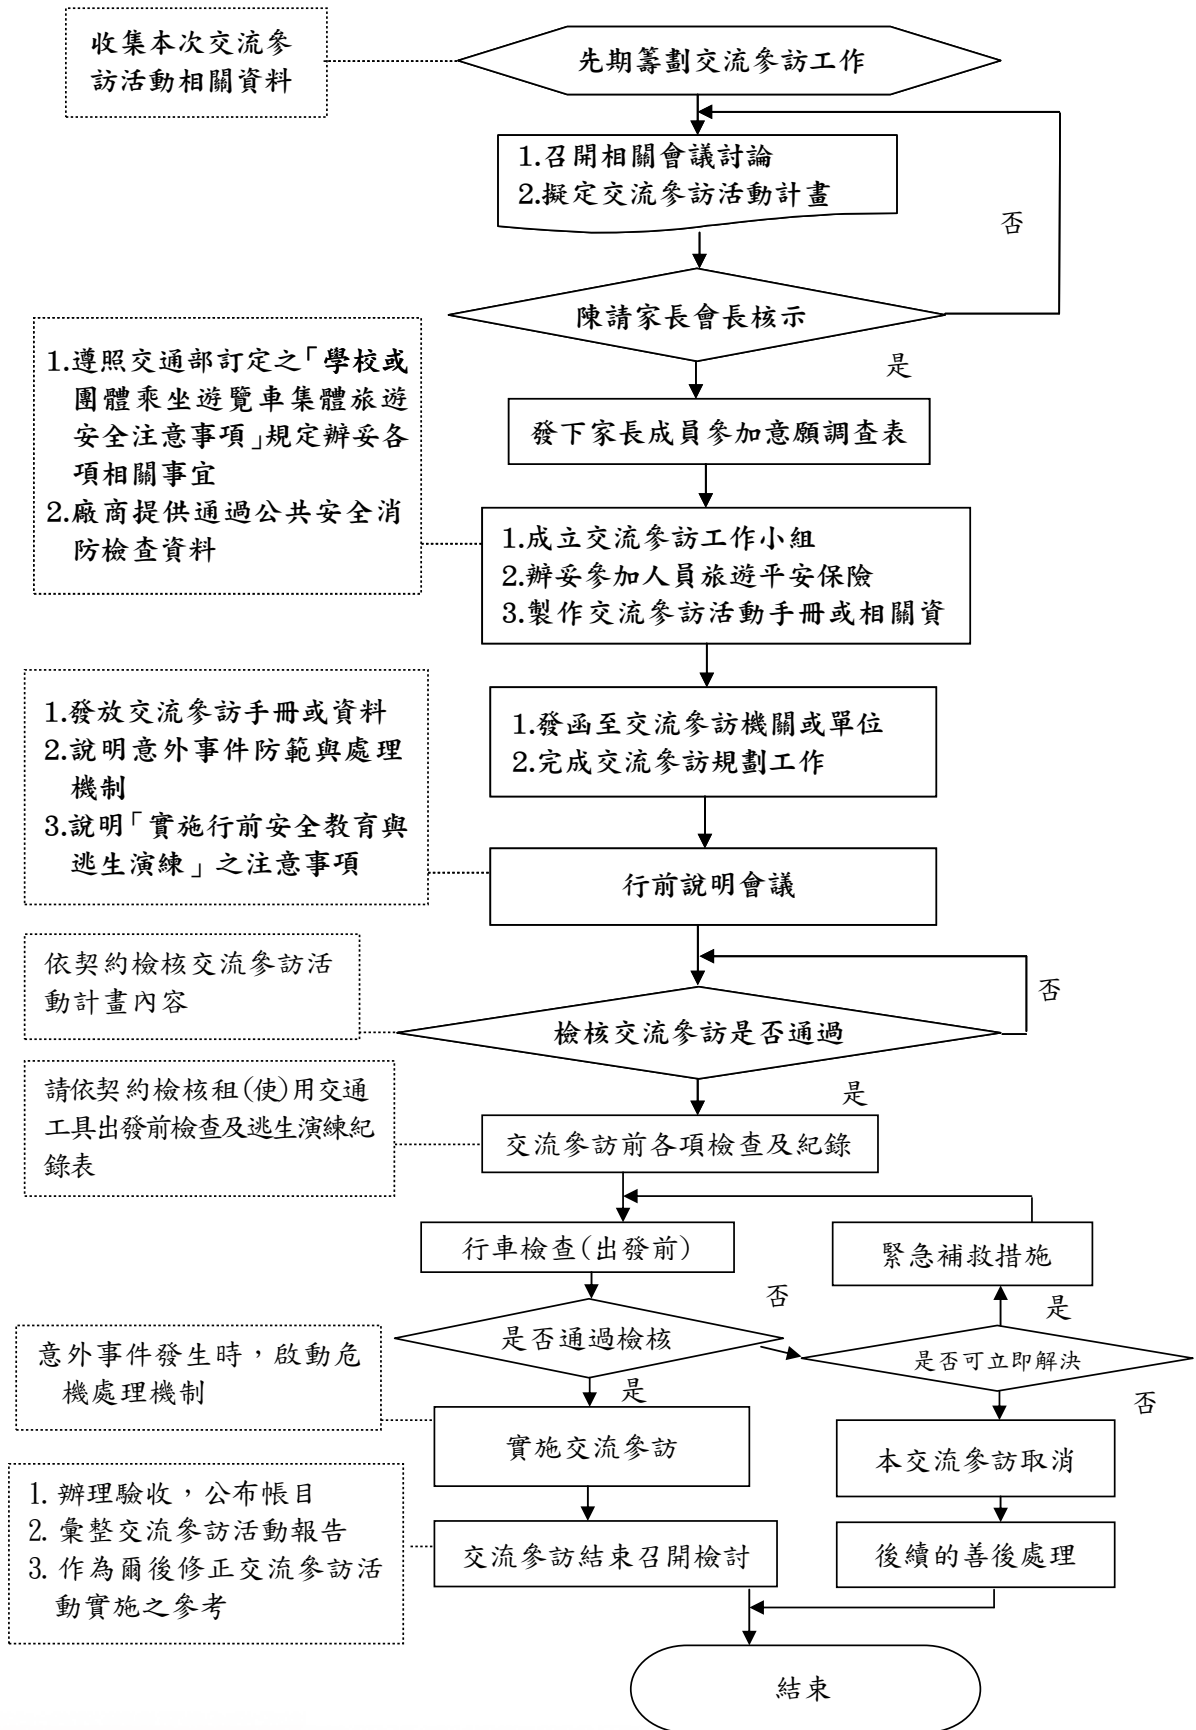 收集本次交流參
訪活動相關資料
先期籌劃交流參訪工作
1.召開相關會議討論
2.擬定交流參訪活動計畫
否
陳請家長會長核示
是
1.遵照交通部訂定之「學校或
團體乘坐遊覽車集體旅遊
安全注意事項」規定辦妥各
項相關事宜
2.廠商提供通過公共安全消
防檢查資料
發下家長成員參加意願調查表
1.成立交流參訪工作小組
2.辦妥參加人員旅遊平安保險
3.製作交流參訪活動手冊或相關資
1.發放交流參訪手冊或資料
2.說明意外事件防範與處理
機制
3.說明「實施行前安全教育與
逃生演練」之注意事項
1.發函至交流參訪機關或單位
2.完成交流參訪規劃工作
行前說明會議
依契約檢核交流參訪活
動計畫內容
否
檢核交流參訪是否通過
是
請依契約檢核租(使)用交通
工具出發前檢查及逃生演練紀
錄表
交流參訪前各項檢查及紀錄
行車檢查(出發前)
緊急補救措施
否
是
是否通過檢核
是否可立即解決
意外事件發生時，啟動危
機處理機制
是
否
實施交流參訪
本交流參訪取消
1. 辦理驗收，公布帳目
2. 彙整交流參訪活動報告
3. 作為爾後修正交流參訪活
動實施之參考
交流參訪結束召開檢討
後續的善後處理
結束